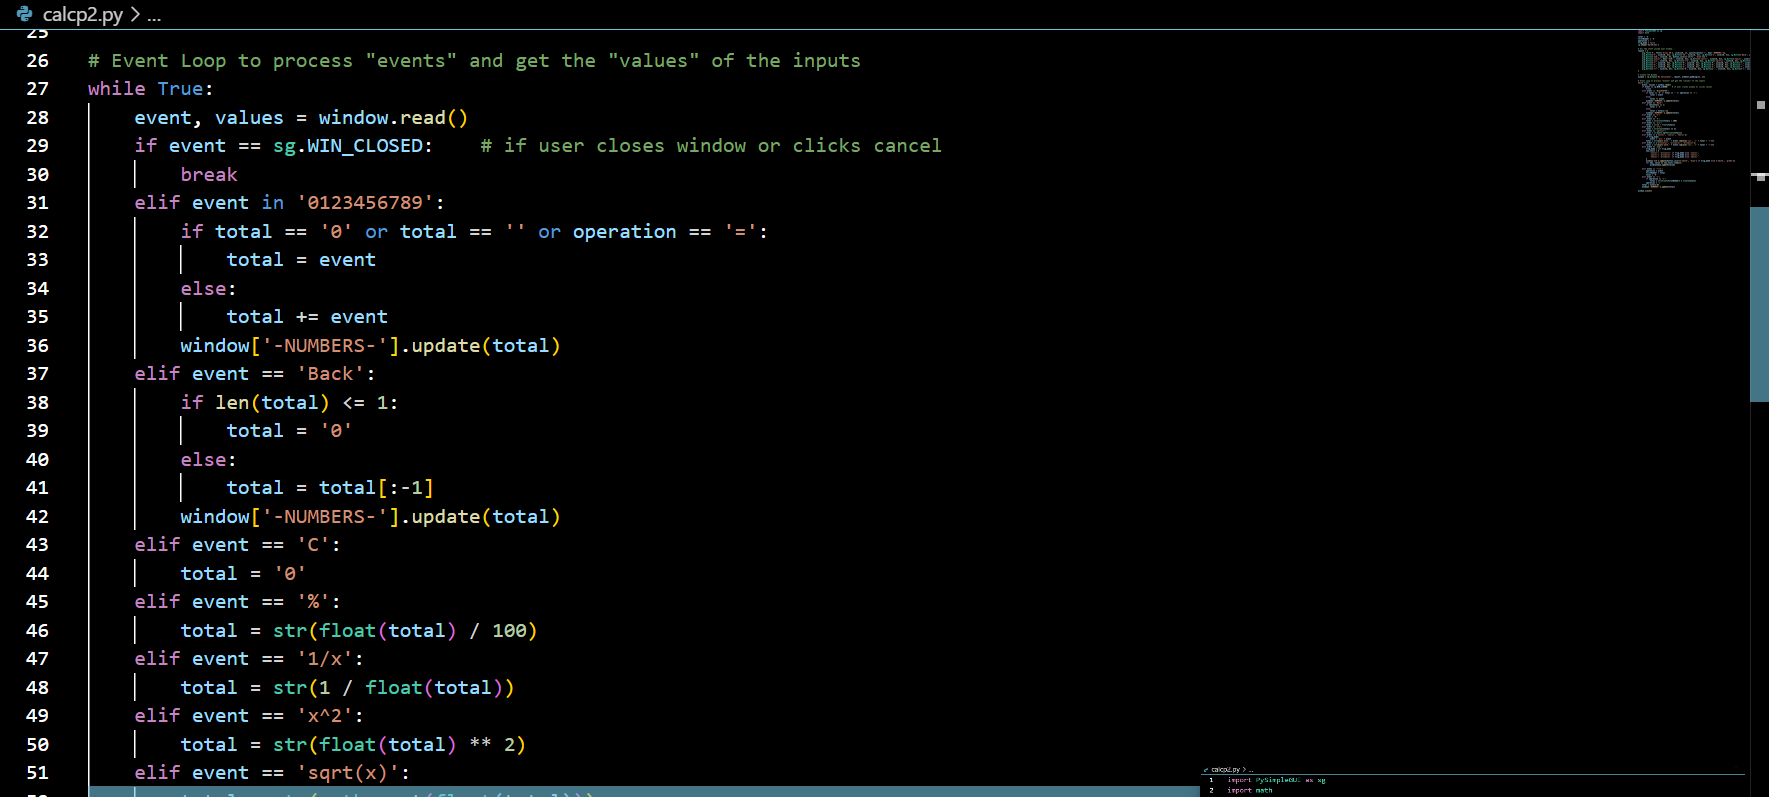 calcp2.py > ...
25
26 # Event Loop to process "events" and get the "values" of the inputs
27 while True:
28     event, values = window.read()
29     if event == sg.WIN_CLOSED:    # if user closes window or clicks cancel
30         break
31     elif event in '0123456789':
32         if total == '0' or total == '' or operation == '=':
33             total = event
34         else:
35             total += event
36         window['-NUMBERS-'].update(total)
37     elif event == 'Back':
38         if len(total) <= 1:
39             total = '0'
40         else:
41             total = total[:-1]
42         window['-NUMBERS-'].update(total)
43     elif event == 'C':
44         total = '0'
45     elif event == '%':
46         total = str(float(total) / 100)
47     elif event == '1/x':
48         total = str(1 / float(total))
49     elif event == 'x^2':
50         total = str(float(total) ** 2)
51     elif event == 'sqrt(x)':
calcp2.py > ...
1 import PySimpleGUI as sg
2 import math